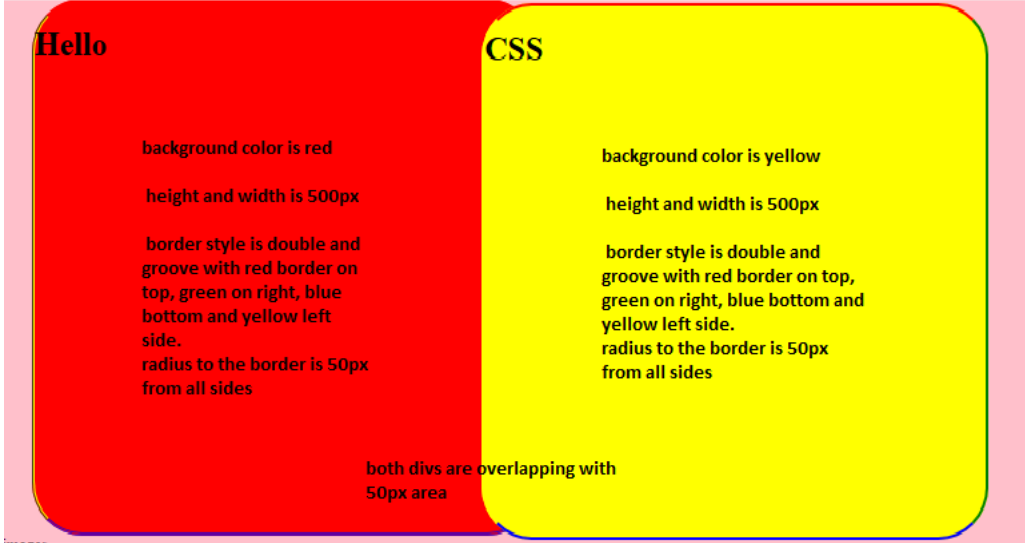 Hello
CSS
background color is red
height and width is 500px
border style is double and
groove with red border on
top, green on right, blue
bottom and yellow left
side.
radius to the border is 50px
from all sides
background color is yellow
height and width is 500px
border style is double and
groove with red border on top,
green on right, blue bottom and
yellow left side.
radius to the border is 50px
from all sides
both divs are overlapping with
50px area